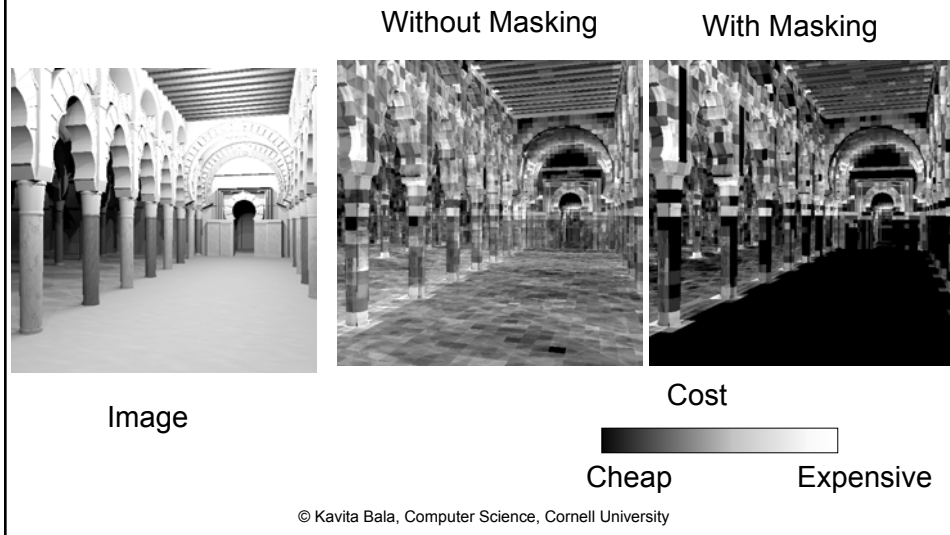 Without Masking
With Masking
Image
Cost
Cheap
Expensive
© Kavita Bala, Computer Science, Cornell University